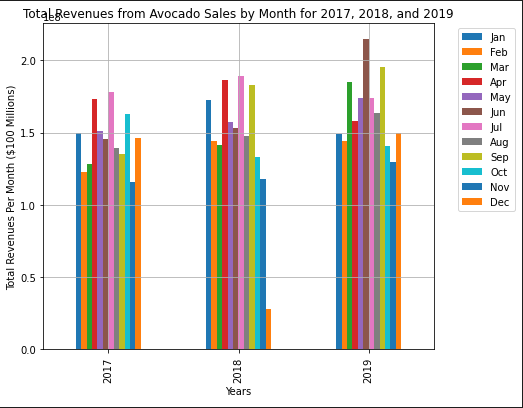 Total Revenues from Avocado Sales by Month for 2017, 2018, and 2019
1e8
2.0
1.5
1.0
0.5
0.0
Total Revenues Per Month ($100 Millions)
2017
2018
2019
Years
Jan
Feb
Mar
Apr
May
Jun
Jul
Aug
Sep
Oct
Nov
Dec